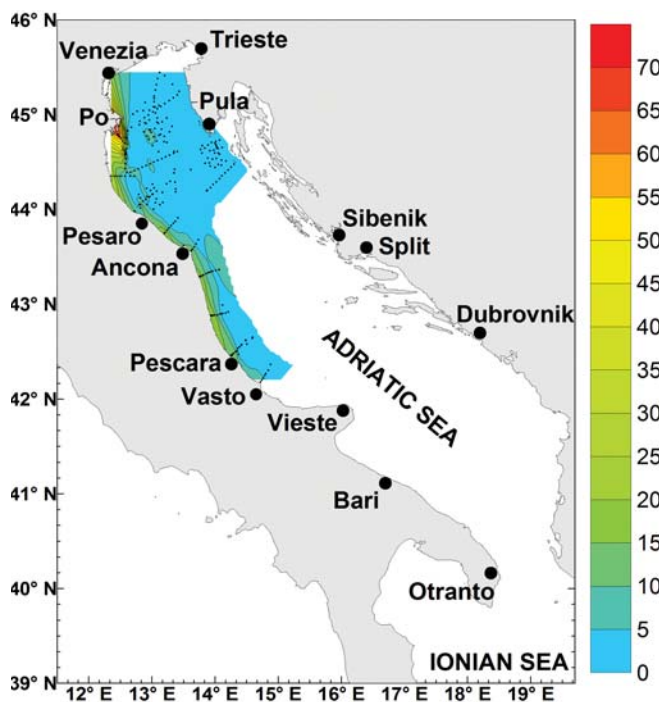 46° N
45° N
44° N
43° N
42° N
41° N
40° N
39° N
12° E 13° E 14° E 15° E 16° E 17° E 18° E 19° E
Venezia
Trieste
Po
Pula
Pesaro
Ancona
Sibenik
Split
Dubrovnik
Pescara
Vasto
Vieste
ADRIATIC SEA
Bari
Otranto
IONIAN SEA
70
65
60
55
50
45
40
35
30
25
20
15
10
5
0